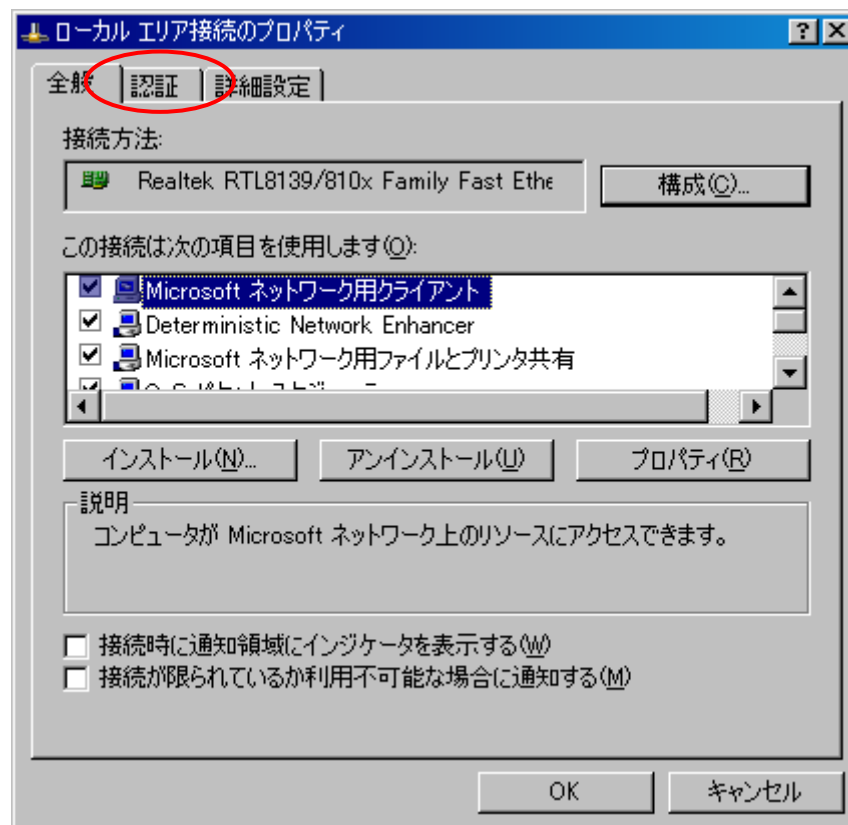 ローカル エリア接続のプロパティ
全般 認証 詳細設定
接続方法:
Realtek RTL8139/810x Family Fast Ethe
構成(C)...
この接続は次の項目を使用します(O):
Microsoft ネットワーク用クライアント
Deterministic Network Enhancer
Microsoft ネットワーク用ファイルとプリンタ共有
インストール(N)... アンインストール(U) プロパティ(R)
説明
コンピュータが Microsoft ネットワーク上のリソースにアクセスできます。
接続時に通知領域にインジケータを表示する(W)
接続が限られているか利用不可能な場合に通知する(M)
OK キャンセル